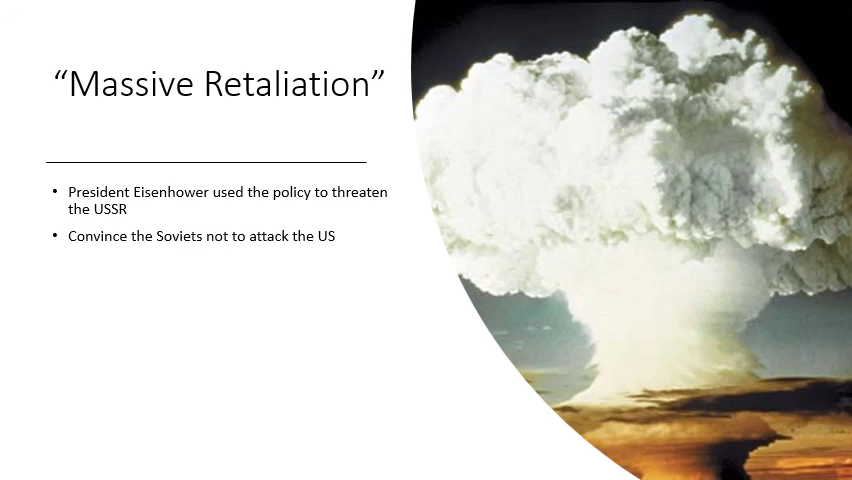 “Massive Retaliation”
• President Eisenhower used the policy to threaten
the USSR
• Convince the Soviets not to attack the US